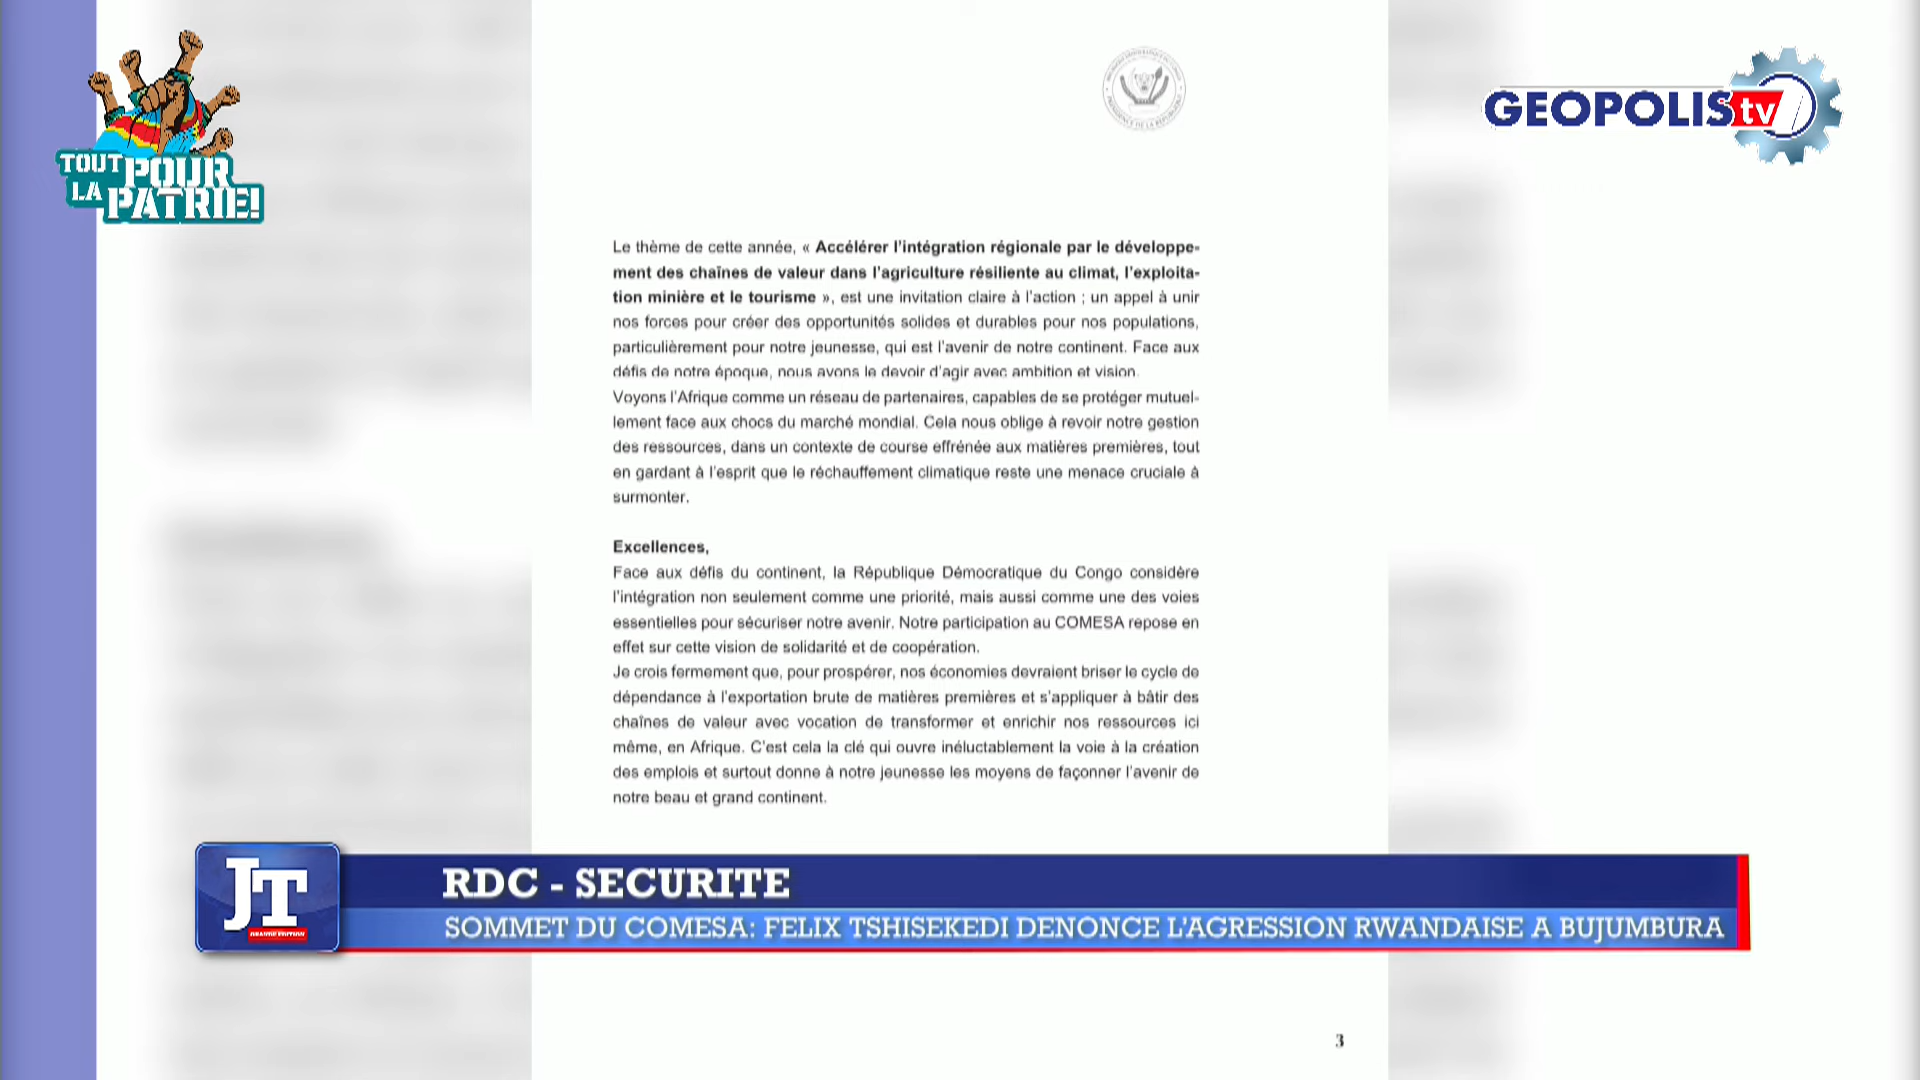 TOUT POUR
LA PATRIE!
GEOPOLIS tv
Le thème de cette année, « Accélérer l'intégration régionale par le développe-
ment des chaînes de valeur dans l'agriculture résiliente au climat, l'exploita-
tion minière et le tourisme », est une invitation claire à l'action ; un appel à unir
nos forces pour créer des opportunités solides et durables pour nos populations,
particulièrement pour notre jeunesse, qui est l'avenir de notre continent. Face aux
défis de notre époque, nous avons le devoir d'agir avec ambition et vision.
Voyons l'Afrique comme un réseau de partenaires, capables de se protéger mutuel-
lement face aux chocs du marché mondial. Cela nous oblige à revoir notre gestion
des ressources, dans un contexte de course effrénée aux matières premières, tout
en gardant à l'esprit que le réchauffement climatique reste une menace cruciale à
surmonter.
Excellences,
Face aux défis du continent, la République Démocratique du Congo considère
l'intégration non seulement comme une priorité, mais aussi comme une des voies
essentielles pour sécuriser notre avenir. Notre participation au COMESA repose en
effet sur cette vision de solidarité et de coopération.
Je crois fermement que, pour prospérer, nos économies devraient briser le cycle de
dépendance à l'exportation brute de matières premières et s'appliquer à bâtir des
chaînes de valeur avec vocation de transformer et enrichir nos ressources ici
même, en Afrique. C'est cela la clé qui ouvre inéluctablement la voie à la création
des emplois et surtout donne à notre jeunesse les moyens de façonner l'avenir de
notre beau et grand continent.
JT
RDC - SECURITE
SOMMET DU COMESA: FELIX TSHISEKEDI DENONCE L'AGRESSION RWANDAISE A BUJUMBURA
3